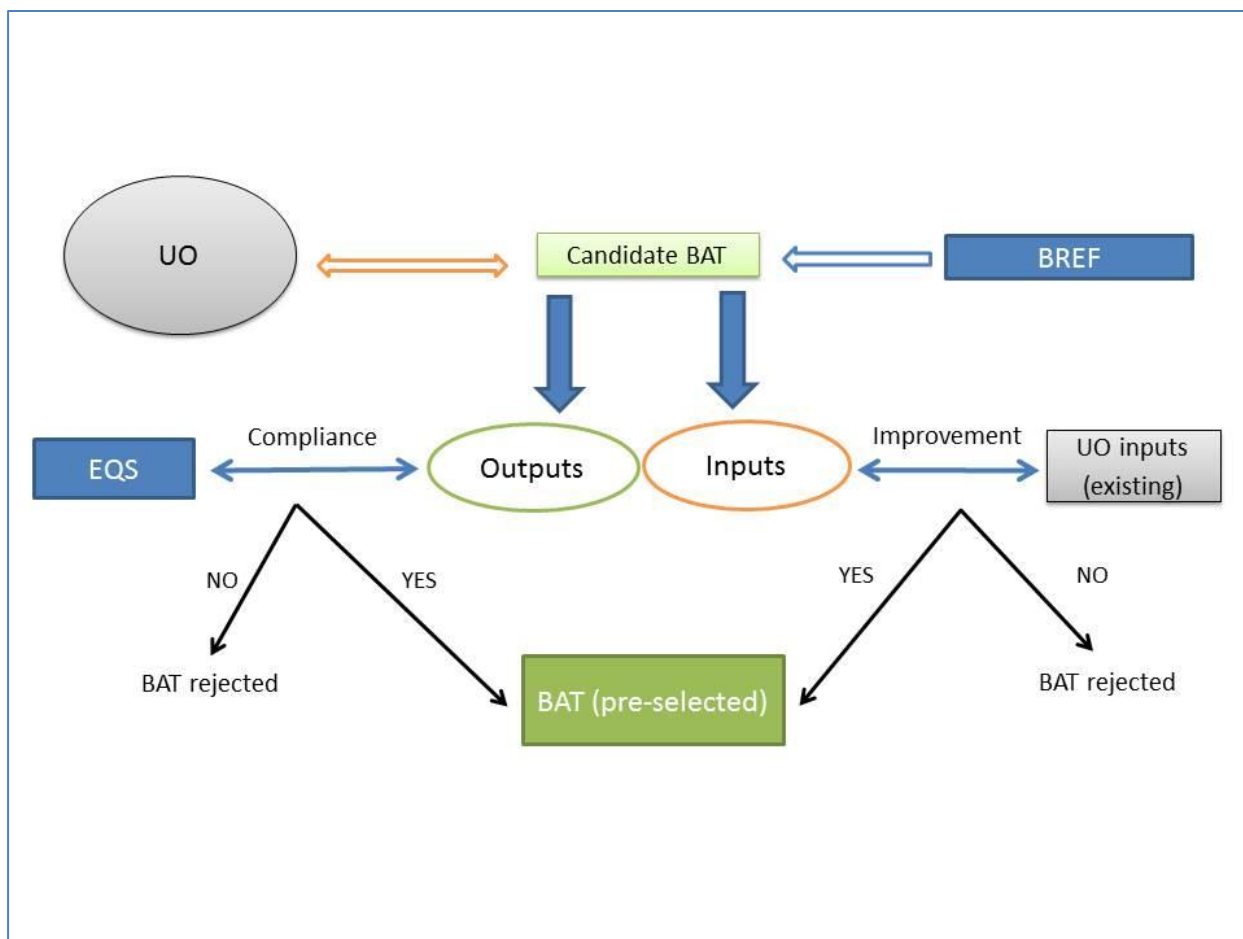 UO
Candidate BAT
BREF
Compliance
Improvement
EQS
Outputs
Inputs
UO inputs
(existing)
NO
YES
YES
NO
BAT rejected
BAT (pre-selected)
BAT rejected